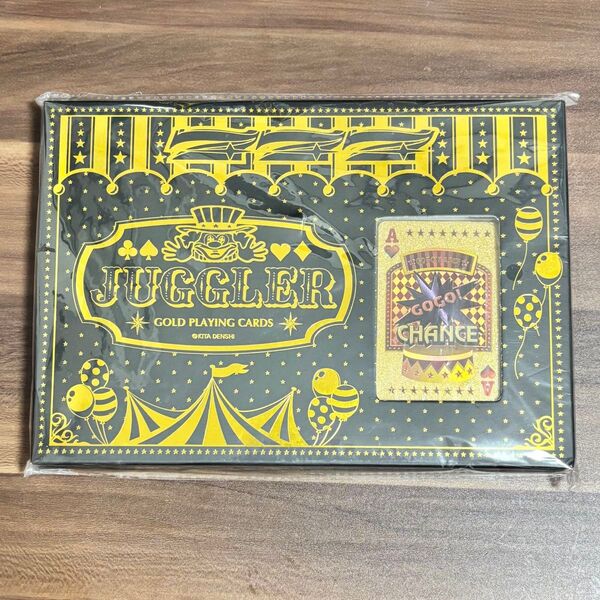 777
JUGGLER
GOLD PLAYING CARDS
©KITA DENSHI
A
GOGO!
CHANCE
A